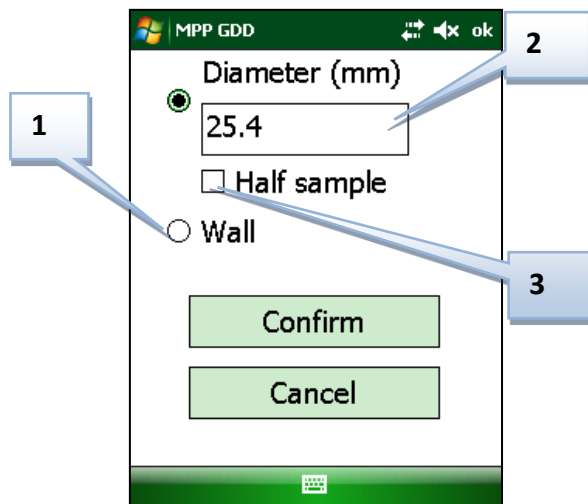 MPP GDD ok
2
Diameter (mm)
1
25.4
Half sample
Wall
3
Confirm
Cancel